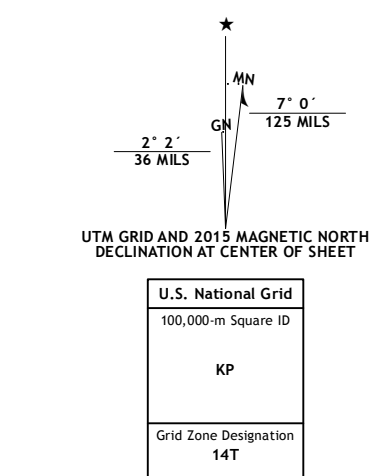 ★
MN
7° 0´
125 MILS
GN
2° 2´
36 MILS
UTM GRID AND 2015 MAGNETIC NORTH
DECLINATION AT CENTER OF SHEET
U.S. National Grid
100,000-m Square ID
KP
Grid Zone Designation
14T